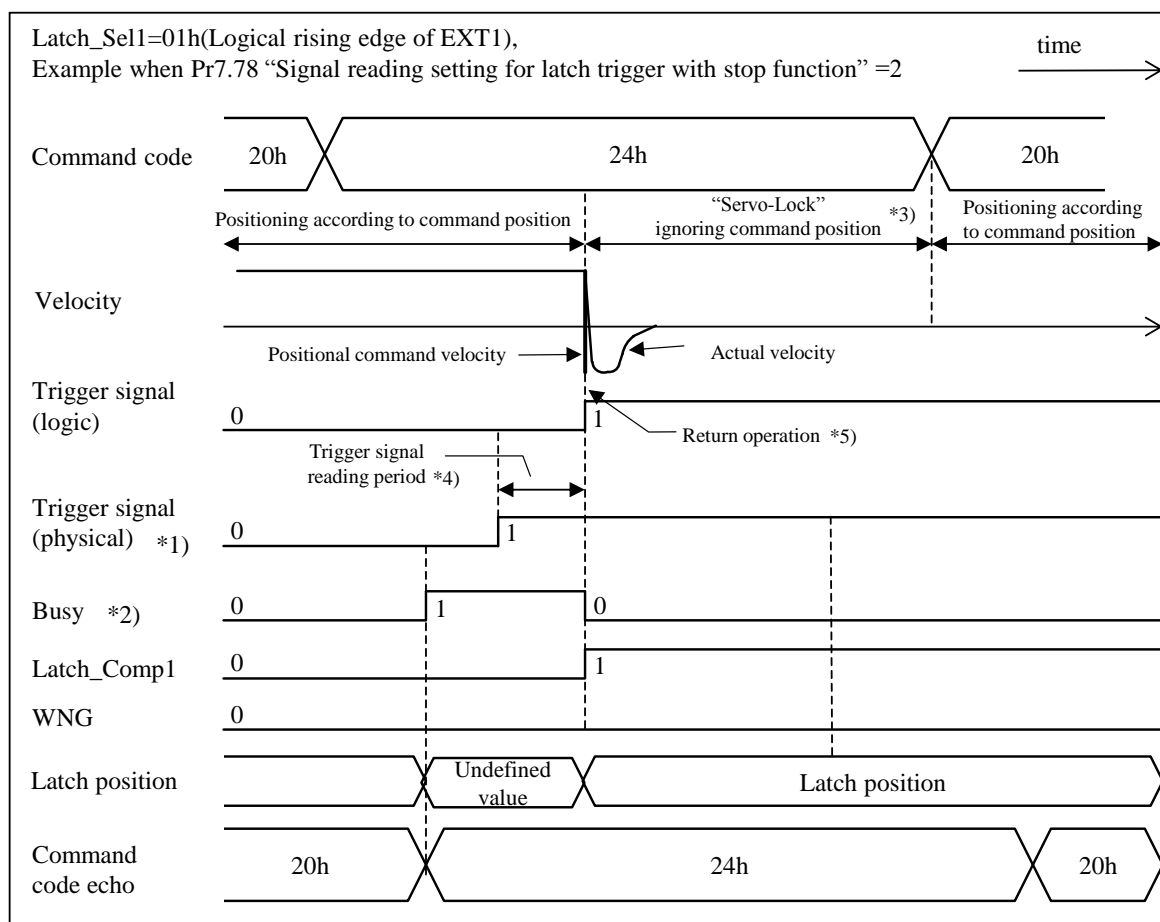 Latch_Sel1=01h(Logical rising edge of EXT1),
Example when Pr7.78 “Signal reading setting for latch trigger with stop function” =2
time
Command code
20h
24h
20h
Positioning according to command position
“Servo-Lock”
ignoring command position *3)
Positioning according
to command position
Velocity
Positional command velocity
Actual velocity
Trigger signal
(logic)
0
1
Return operation *5)
Trigger signal
reading period *4)
Trigger signal
(physical) *1)
0
1
Busy *2)
0
1
0
Latch_Comp1
0
1
WNG
0
Latch position
Undefined
value
Latch position
Command
code echo
20h
24h
20h